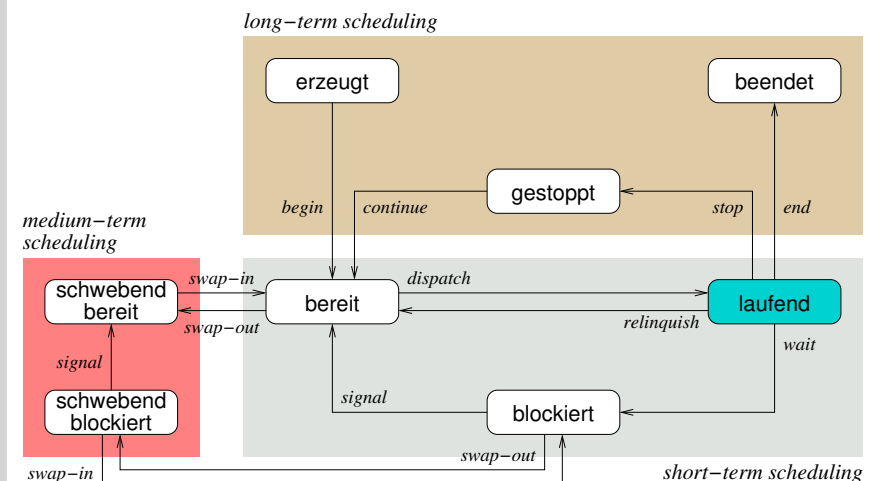 long−term scheduling
erzeugt
beendet
gestoppt
begin
continue
stop
end
medium−term
scheduling
schwebend
bereit
swap−in
swap−out
bereit
dispatch
relinquish
laufend
wait
signal
schwebend
blockiert
signal
blockiert
swap−out
swap−in
short−term scheduling